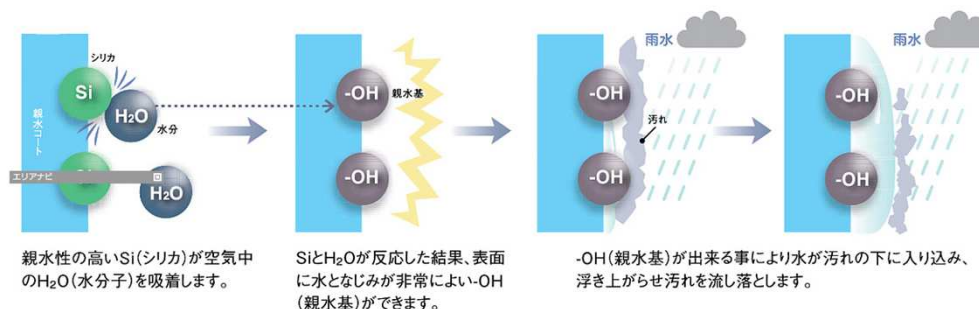 シリカ
Si
H₂O
水分
親水コート
エリアナビ
H₂O
-OH
親水基
-OH
雨水
-OH
汚れ
-OH
雨水
-OH
-OH
親水性の高いSi(シリカ)が空気中
のH₂O(水分子)を吸着します。
SiとH₂Oが反応した結果、表面
に水となじみが非常によい-OH
(親水基)ができます。
-OH(親水基)が出来る事により水が汚れの下に入り込み、
浮き上がらせ汚れを流し落とします。